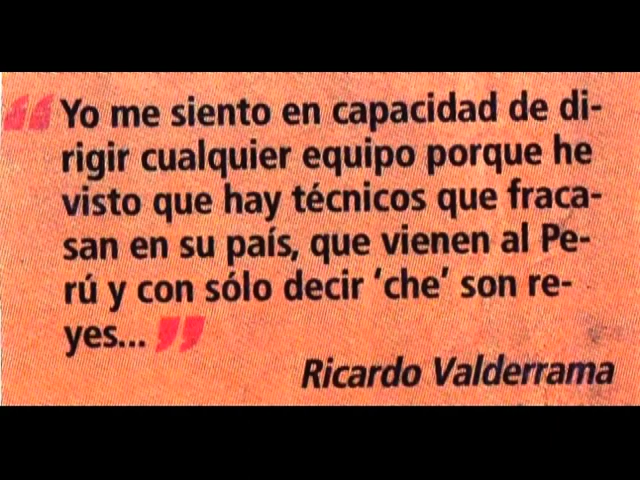 “ Yo me siento en capacidad de di-
rigir cualquier equipo porque he
visto que hay técnicos que fraca-
san en su país, que vienen al Pe-
rú y con sólo decir ‘che’ son re-
yes... ”
Ricardo Valderrama